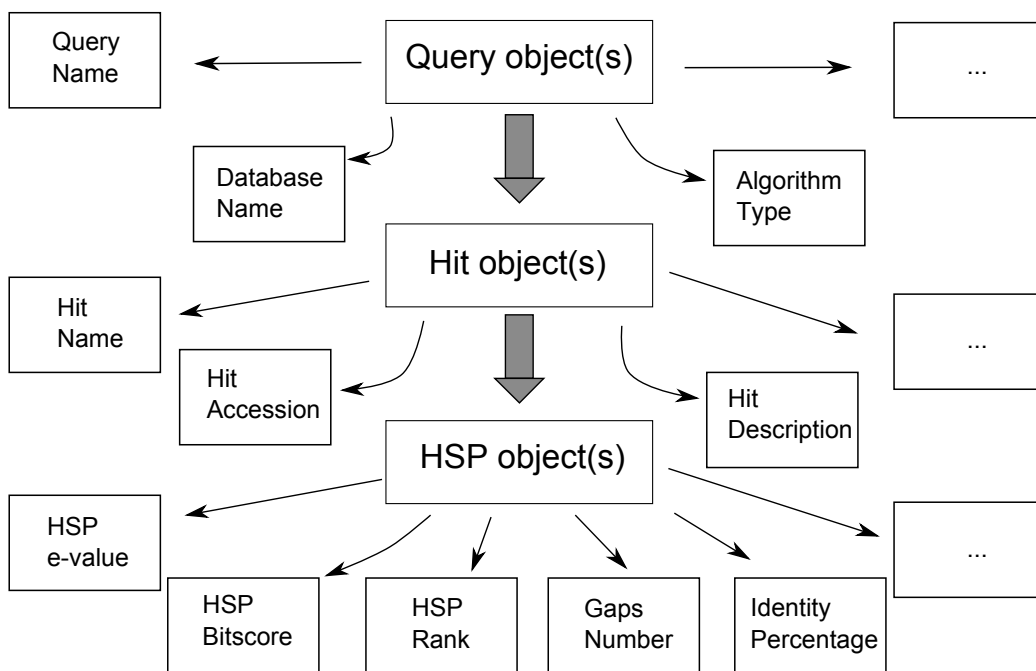 Query
Name
Query object(s)
...
Database
Name
Algorithm
Type
Hit object(s)
Hit
Name
...
Hit
Accession
Hit
Description
HSP object(s)
HSP
e-value
...
HSP
Bitscore
HSP
Rank
Gaps
Number
Identity
Percentage